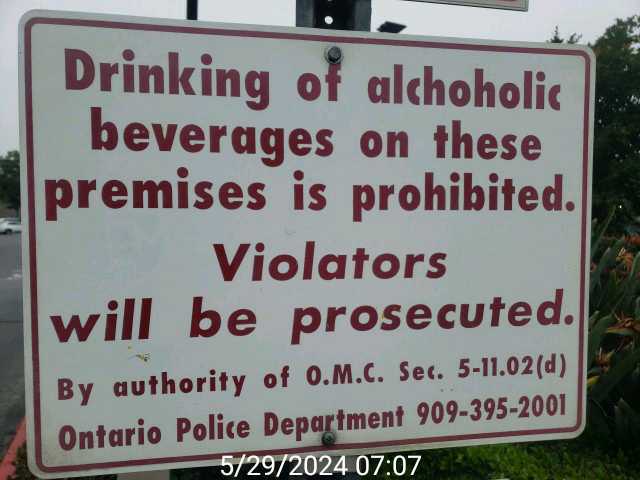 Drinking of alchoholic
beverages on these
premises is prohibited.
Violators
will be prosecuted.
By authority of O.M.C. Sec. 5-11.02(d)
Ontario Police Department 909-395-2001
5/29/2024 07:07